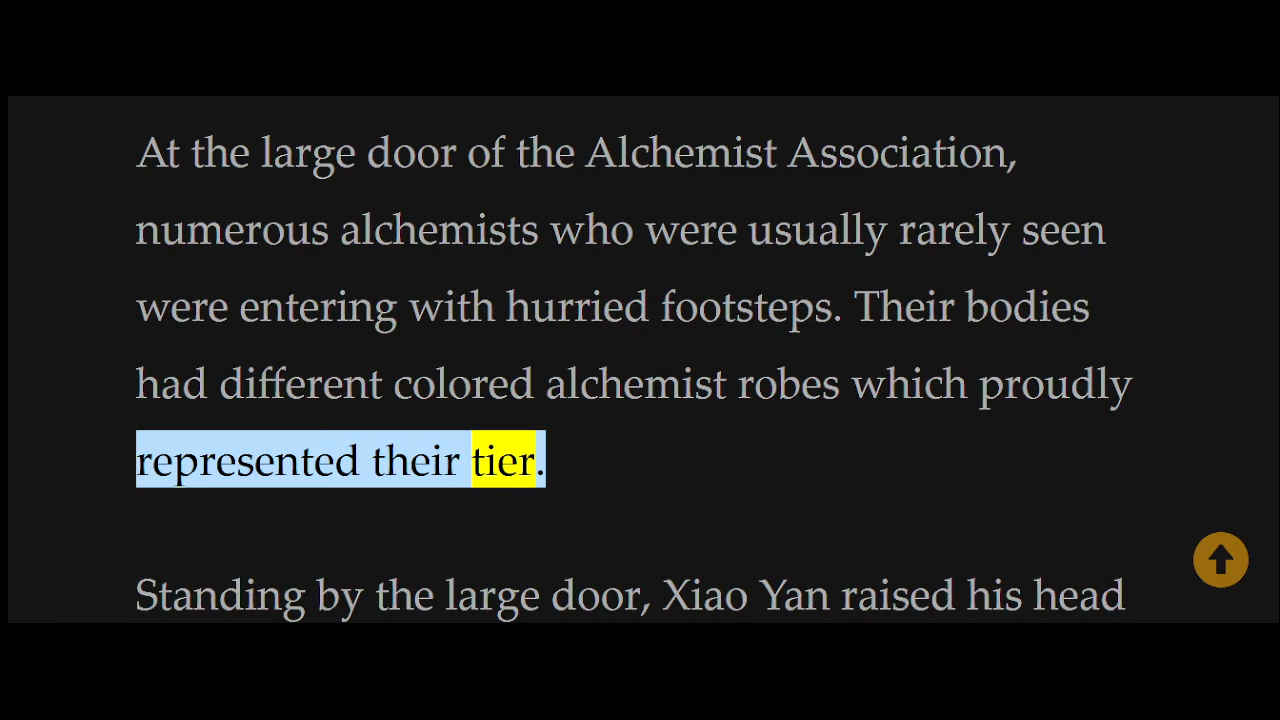 At the large door of the Alchemist Association,
numerous alchemists who were usually rarely seen
were entering with hurried footsteps. Their bodies
had different colored alchemist robes which proudly
represented their tier.
Standing by the large door, Xiao Yan raised his head